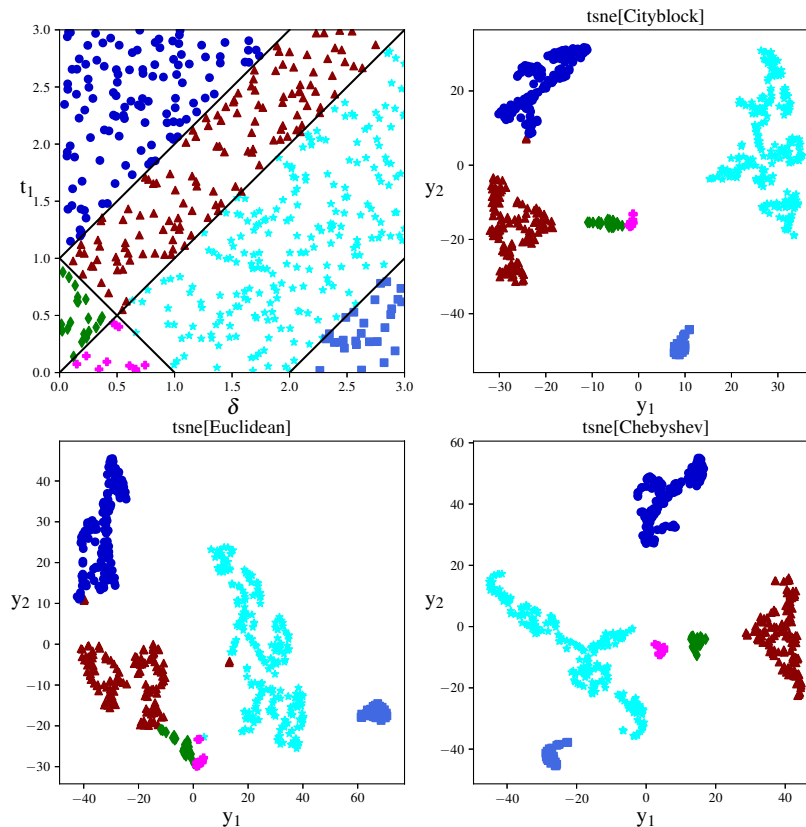 tsne[Cityblock]
3.0
2.5
2.0
1.5
1.0
0.5
0.0
t₁
0.0 0.5 1.0 1.5 2.0 2.5 3.0
δ
20
0
−20
−40
y₂
−30 −20 −10 0 10 20 30
y₁
tsne[Euclidean]
40
30
20
10
0
−10
−20
−30
y₂
−40 −20 0 20 40 60
y₁
tsne[Chebyshev]
60
40
20
0
−20
−40
y₂
−40 −20 0 20 40
y₁